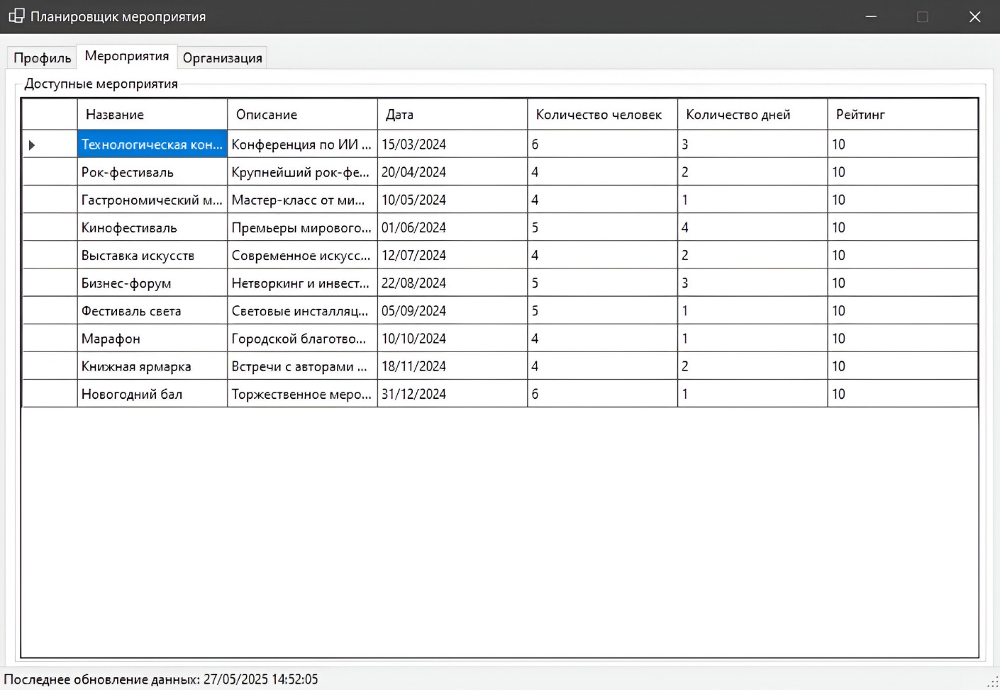 Планировщик мероприятия
Профиль Мероприятия Организация
Доступные мероприятия
Название Описание Дата Количество человек Количество дней Рейтинг
Технологическая кон... Конференция по ИИ ... 15/03/2024 6 3 10
Рок-фестиваль Крупнейший рок-фе... 20/04/2024 4 2 10
Гастрономический м... Мастер-класс от ми... 10/05/2024 4 1 10
Кинофестиваль Премьеры мирового... 01/06/2024 5 4 10
Выставка искусств Современное искусс... 12/07/2024 4 2 10
Бизнес-форум Нетворкинг и инвест... 22/08/2024 5 3 10
Фестиваль света Световые инсталляц... 05/09/2024 5 1 10
Марафон Городской благотво... 10/10/2024 4 1 10
Книжная ярмарка Встречи с авторами ... 18/11/2024 4 2 10
Новогодний бал Торжественное меро... 31/12/2024 6 1 10
Последнее обновление данных: 27/05/2025 14:52:05